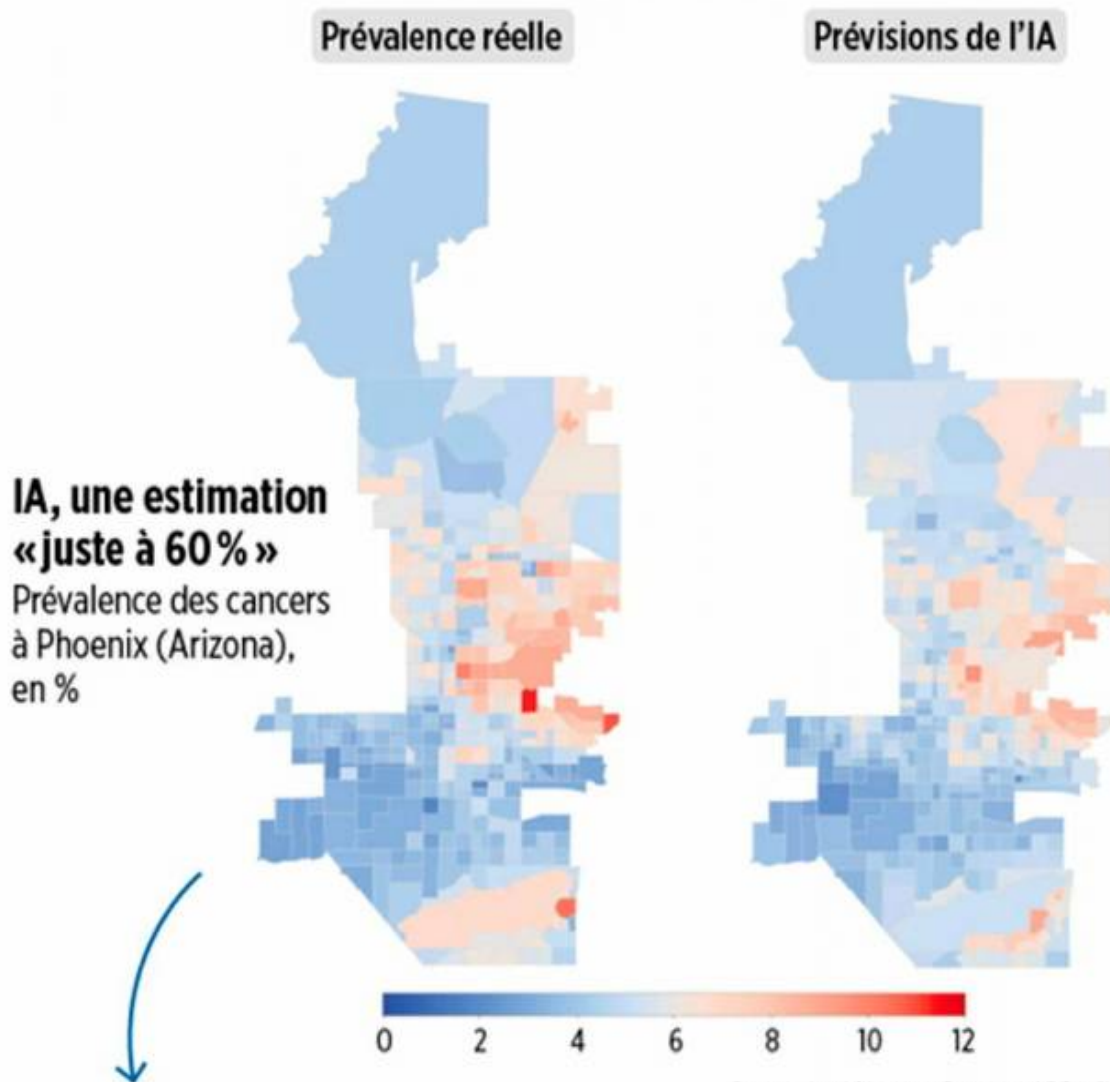 Prévalence réelle
Prévisions de l'IA
IA, une estimation
«juste à 60%»
Prévalence des cancers
à Phoenix (Arizona),
en %
0 2 4 6 8 10 12